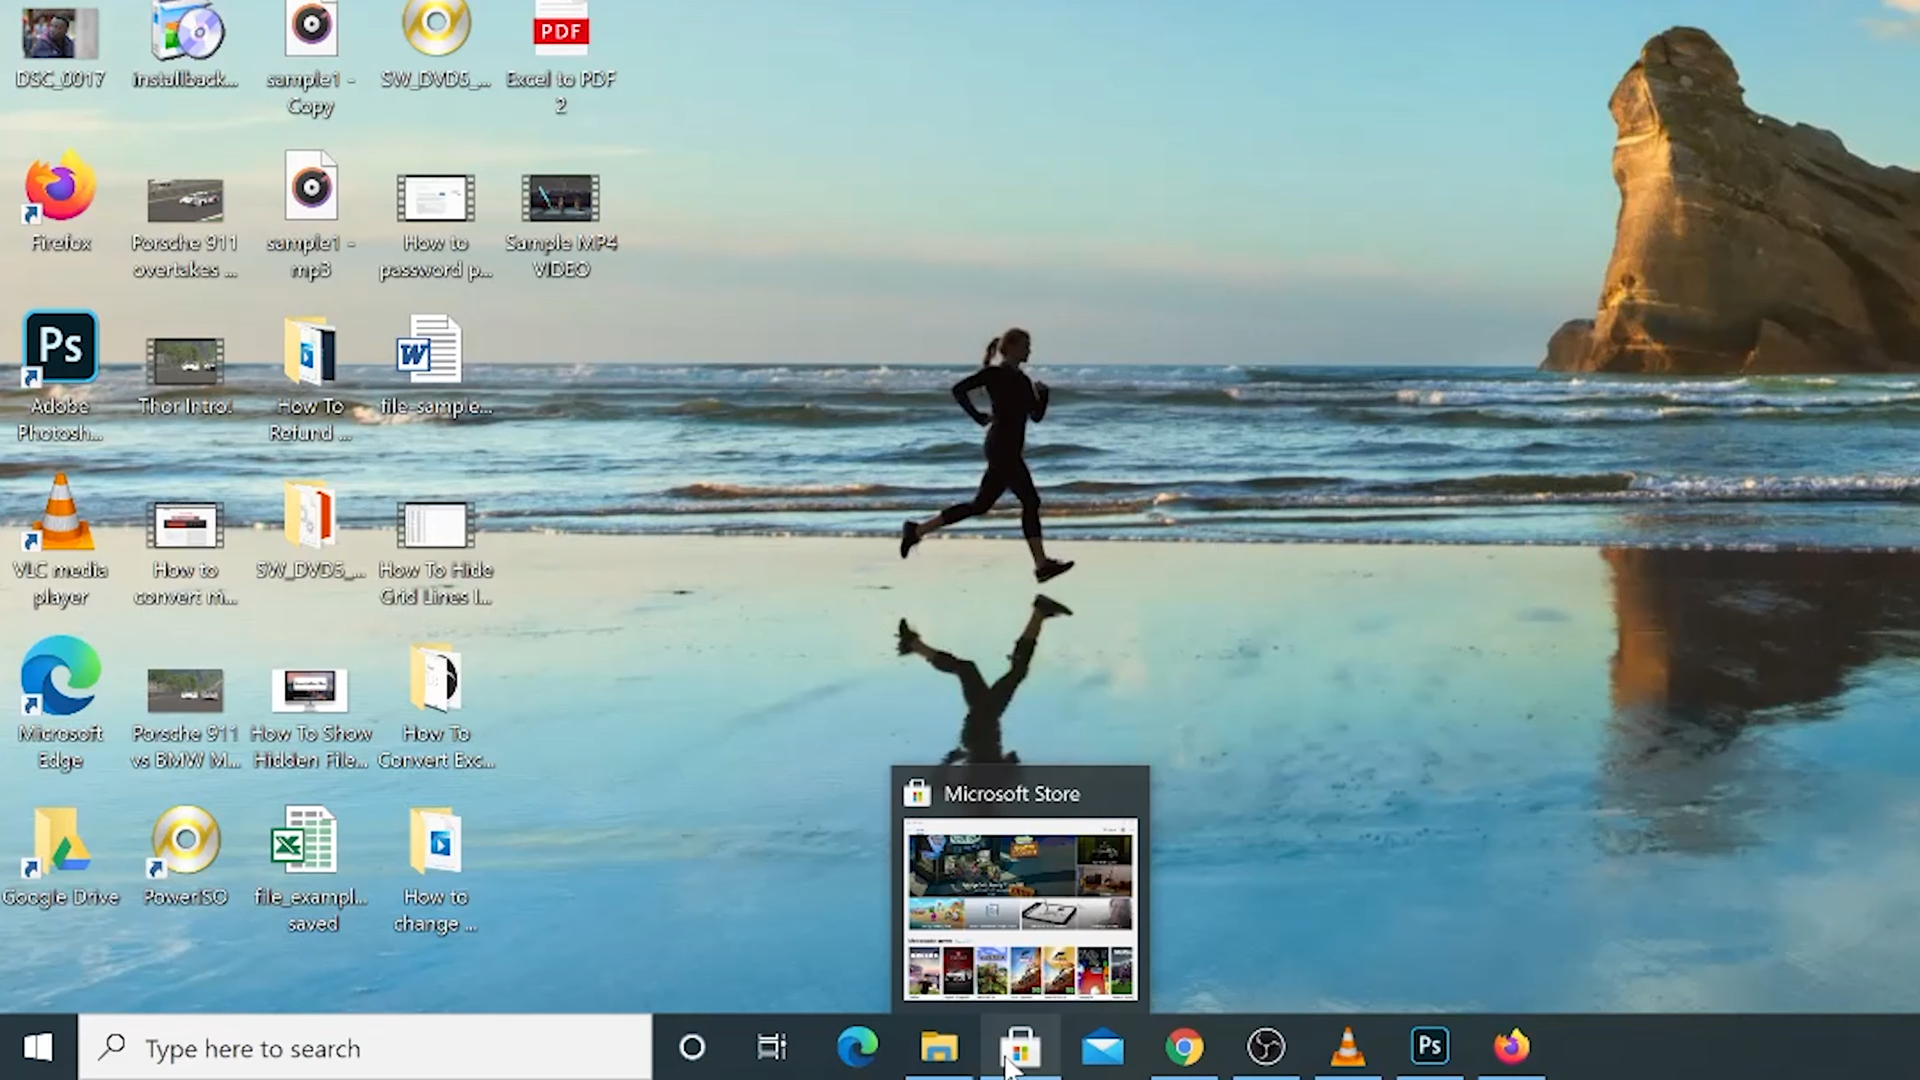 DSC_0017
installback...
sample1 -
Copy
SW_DVD5_...
PDF
Excel to PDF
2
Firefox
Porsche 911
overtakes ...
sample1 -
mp3
How to
password p...
Sample MP4
VIDEO
Ps
Adobe
Photosh...
Thor Intro!
How To
Refund ...
W
file-sample...
VLC media
player
How to
convert m...
SW_DVD5_...
How To Hide
Grid Lines I...
Microsoft
Edge
Porsche 911
vs BMW M...
How To Show
Hidden File...
How To
Convert Exc...
Google Drive
PowerISO
X
file_exampl...
saved
How to
change ...
Microsoft Store
Type here to search
Ps